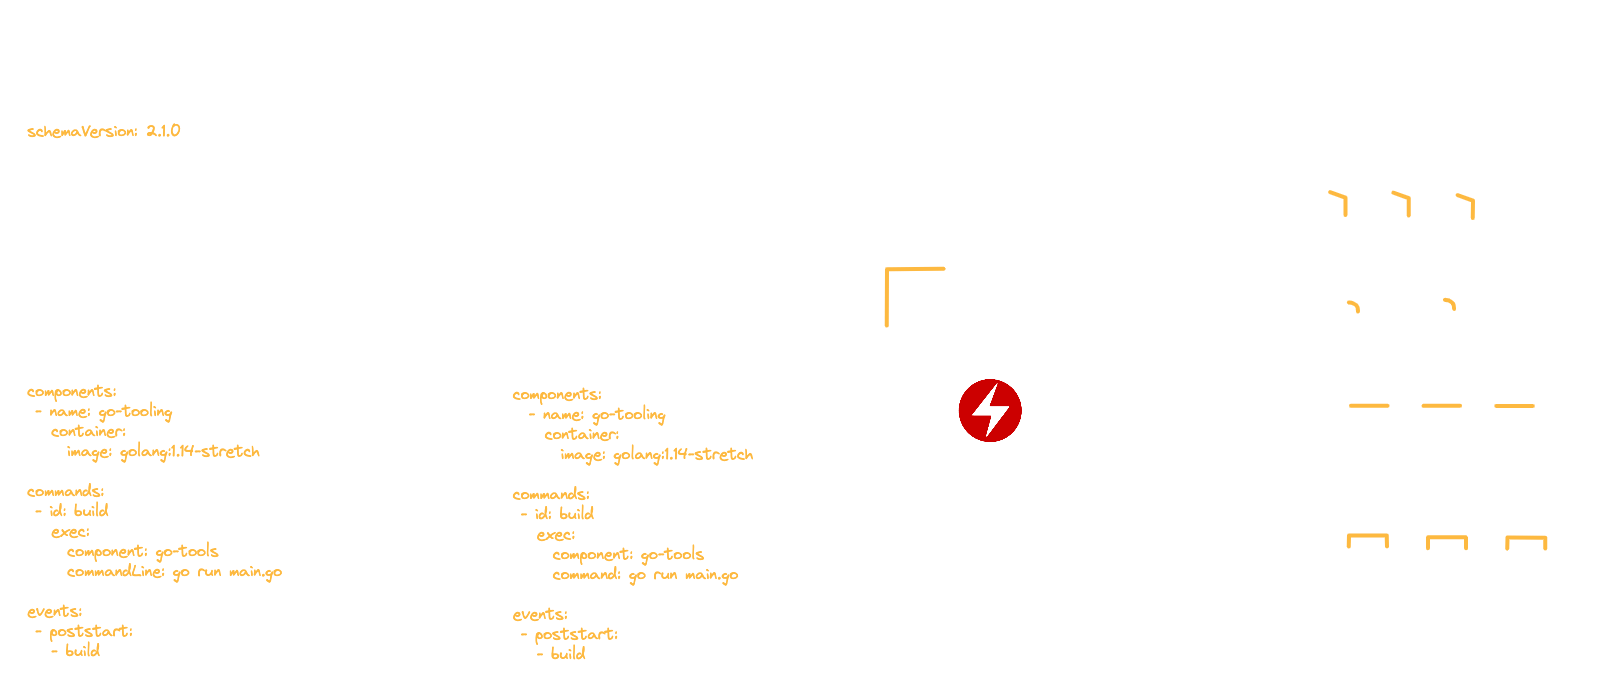 schemaVersion: 2.1.0
components:
- name: go-tooling
container:
image: golang:1.14-stretch
commands:
- id: build
exec:
component: go-tools
commandLine: go run main.go
events:
- poststart:
- build
components:
- name: go-tooling
container:
image: golang:1.14-stretch
commands:
- id: build
exec:
component: go-tools
command: go run main.go
events:
- poststart:
- build